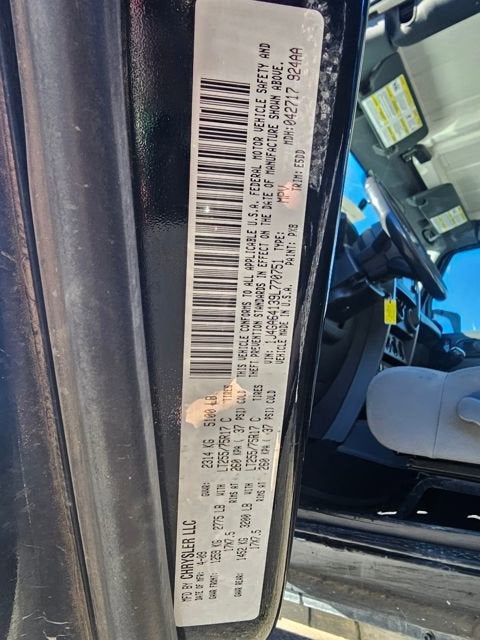 MFD BY CHRYSLER LLC
DATE OF MFR. 4-09 GVWR: 2314 KG 5100 LB
GAWR FRONT: 1259 KG 2775 LB WITH LT255/75R17 C TIRES
17X7.5 RIMS AT 260 KPA ( 37 PSI) COLD
GAWR REAR: 1452 KG 3200 LB WITH LT255/75R17 C TIRES
17X7.5 RIMS AT 260 KPA ( 37 PSI) COLD
THIS VEHICLE CONFORMS TO ALL APPLICABLE U.S.A. FEDERAL MOTOR VEHICLE SAFETY AND
THEFT PREVENTION STANDARDS IN EFFECT ON THE DATE OF MANUFACTURE SHOWN ABOVE.
VIN: 1J4GA64139L770751 TYPE: MPV MDH: 042717 924AA
VEHICLE MADE IN U.S.A. PAINT: PXB TRIM: E5DD